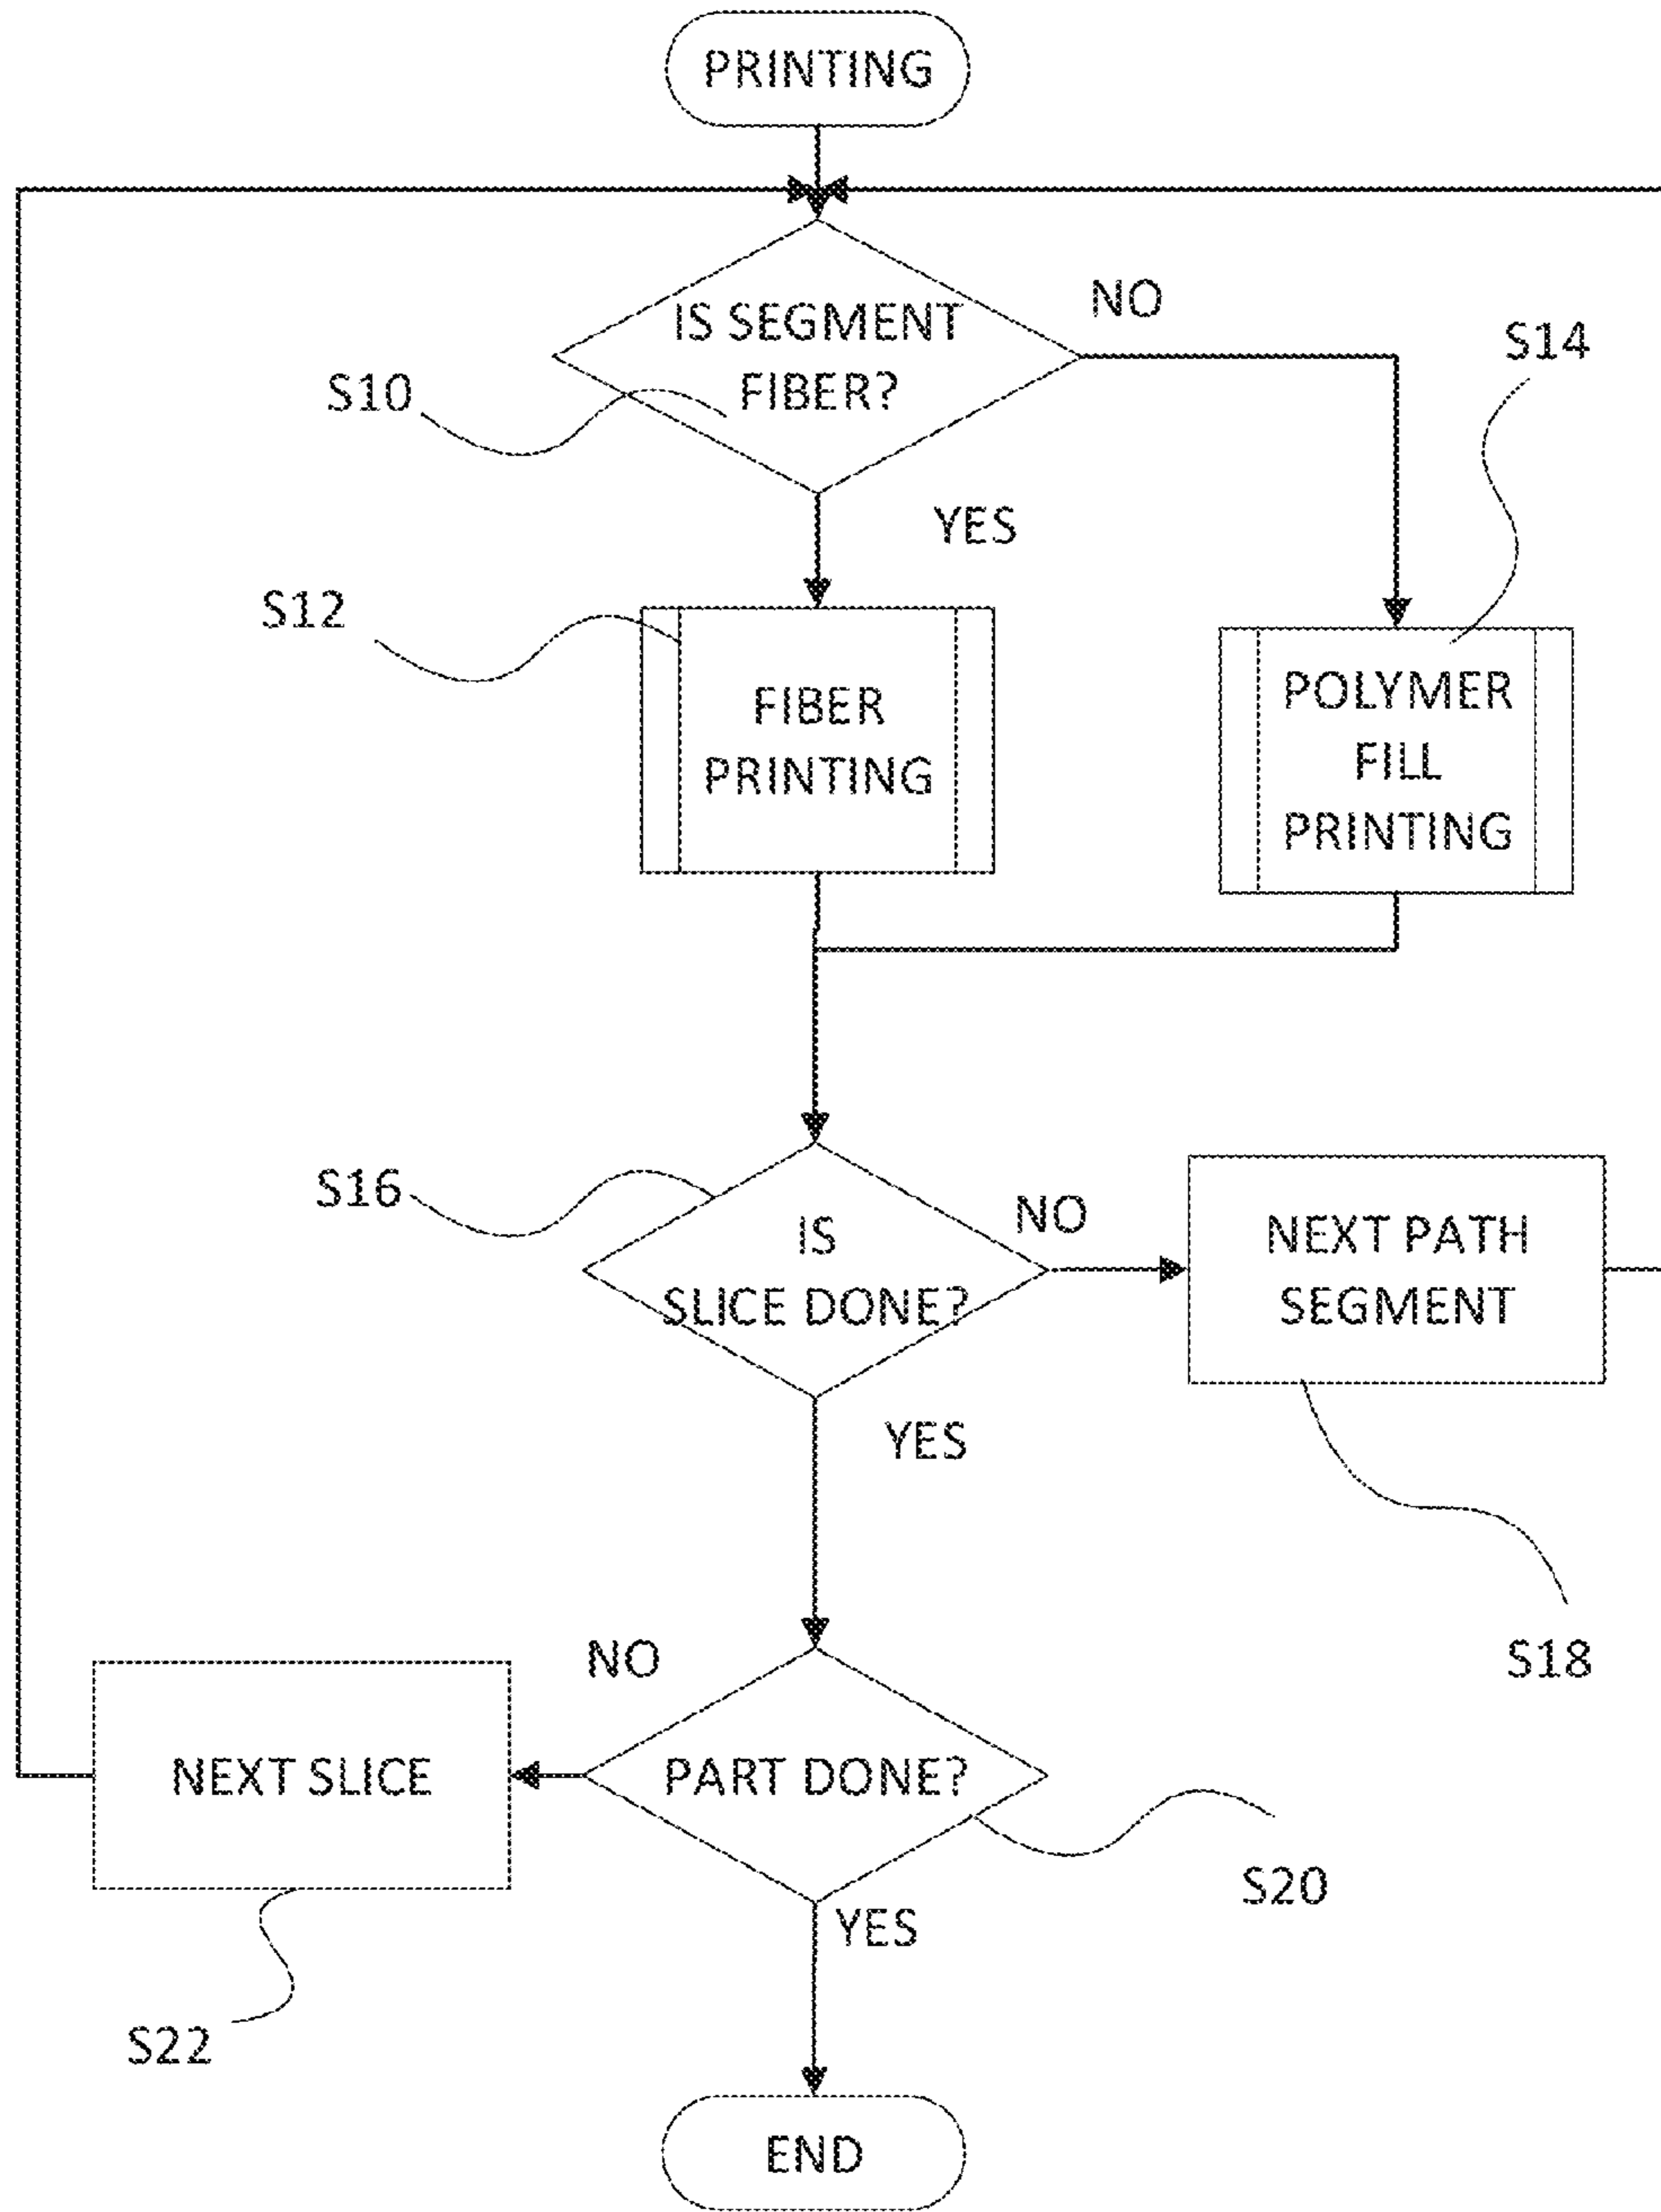 PRINTING
IS SEGMENT
FIBER?
NO
S10
S14
YES
S12
FIBER
PRINTING
POLYMER
FILL
PRINTING
S16
IS
SLICE DONE?
NO
NEXT PATH
SEGMENT
YES
S18
NO
NEXT SLICE
PART DONE?
S20
YES
S22
END